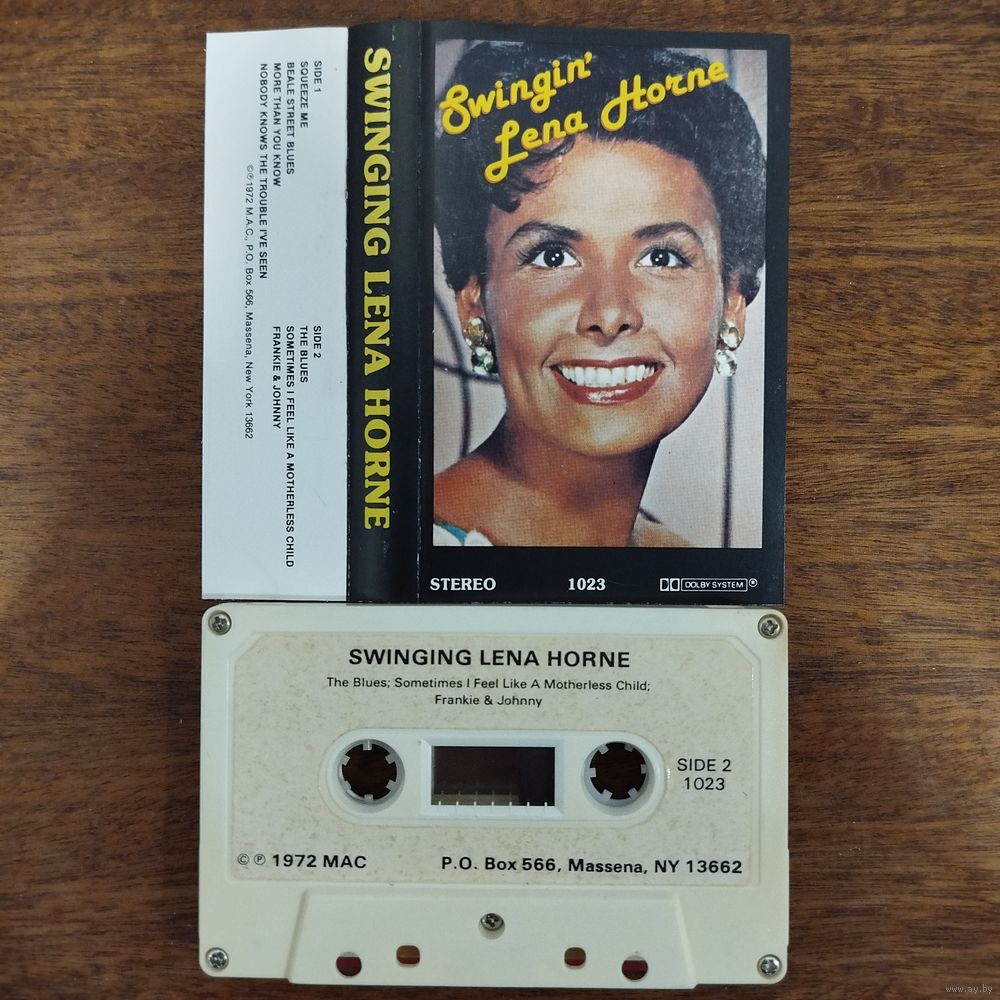 SIDE 1
SQUEEZE ME
BEALE STREET BLUES
MORE THAN YOU KNOW
NOBODY KNOWS THE TROUBLE I'VE SEEN
SIDE 2
THE BLUES
SOMETIMES I FEEL LIKE A MOTHERLESS CHILD
FRANKIE & JOHNNY
©℗1972 M.A.C., P.O. Box 566, Massena, New York 13662
SWINGING LENA HORNE
Swingin'
Lena Horne
STEREO 1023 DOLBY SYSTEM®
SWINGING LENA HORNE
The Blues; Sometimes I Feel Like A Motherless Child;
Frankie & Johnny
SIDE 2
1023
©℗ 1972 MAC P.O. Box 566, Massena, NY 13662
www.ay.by